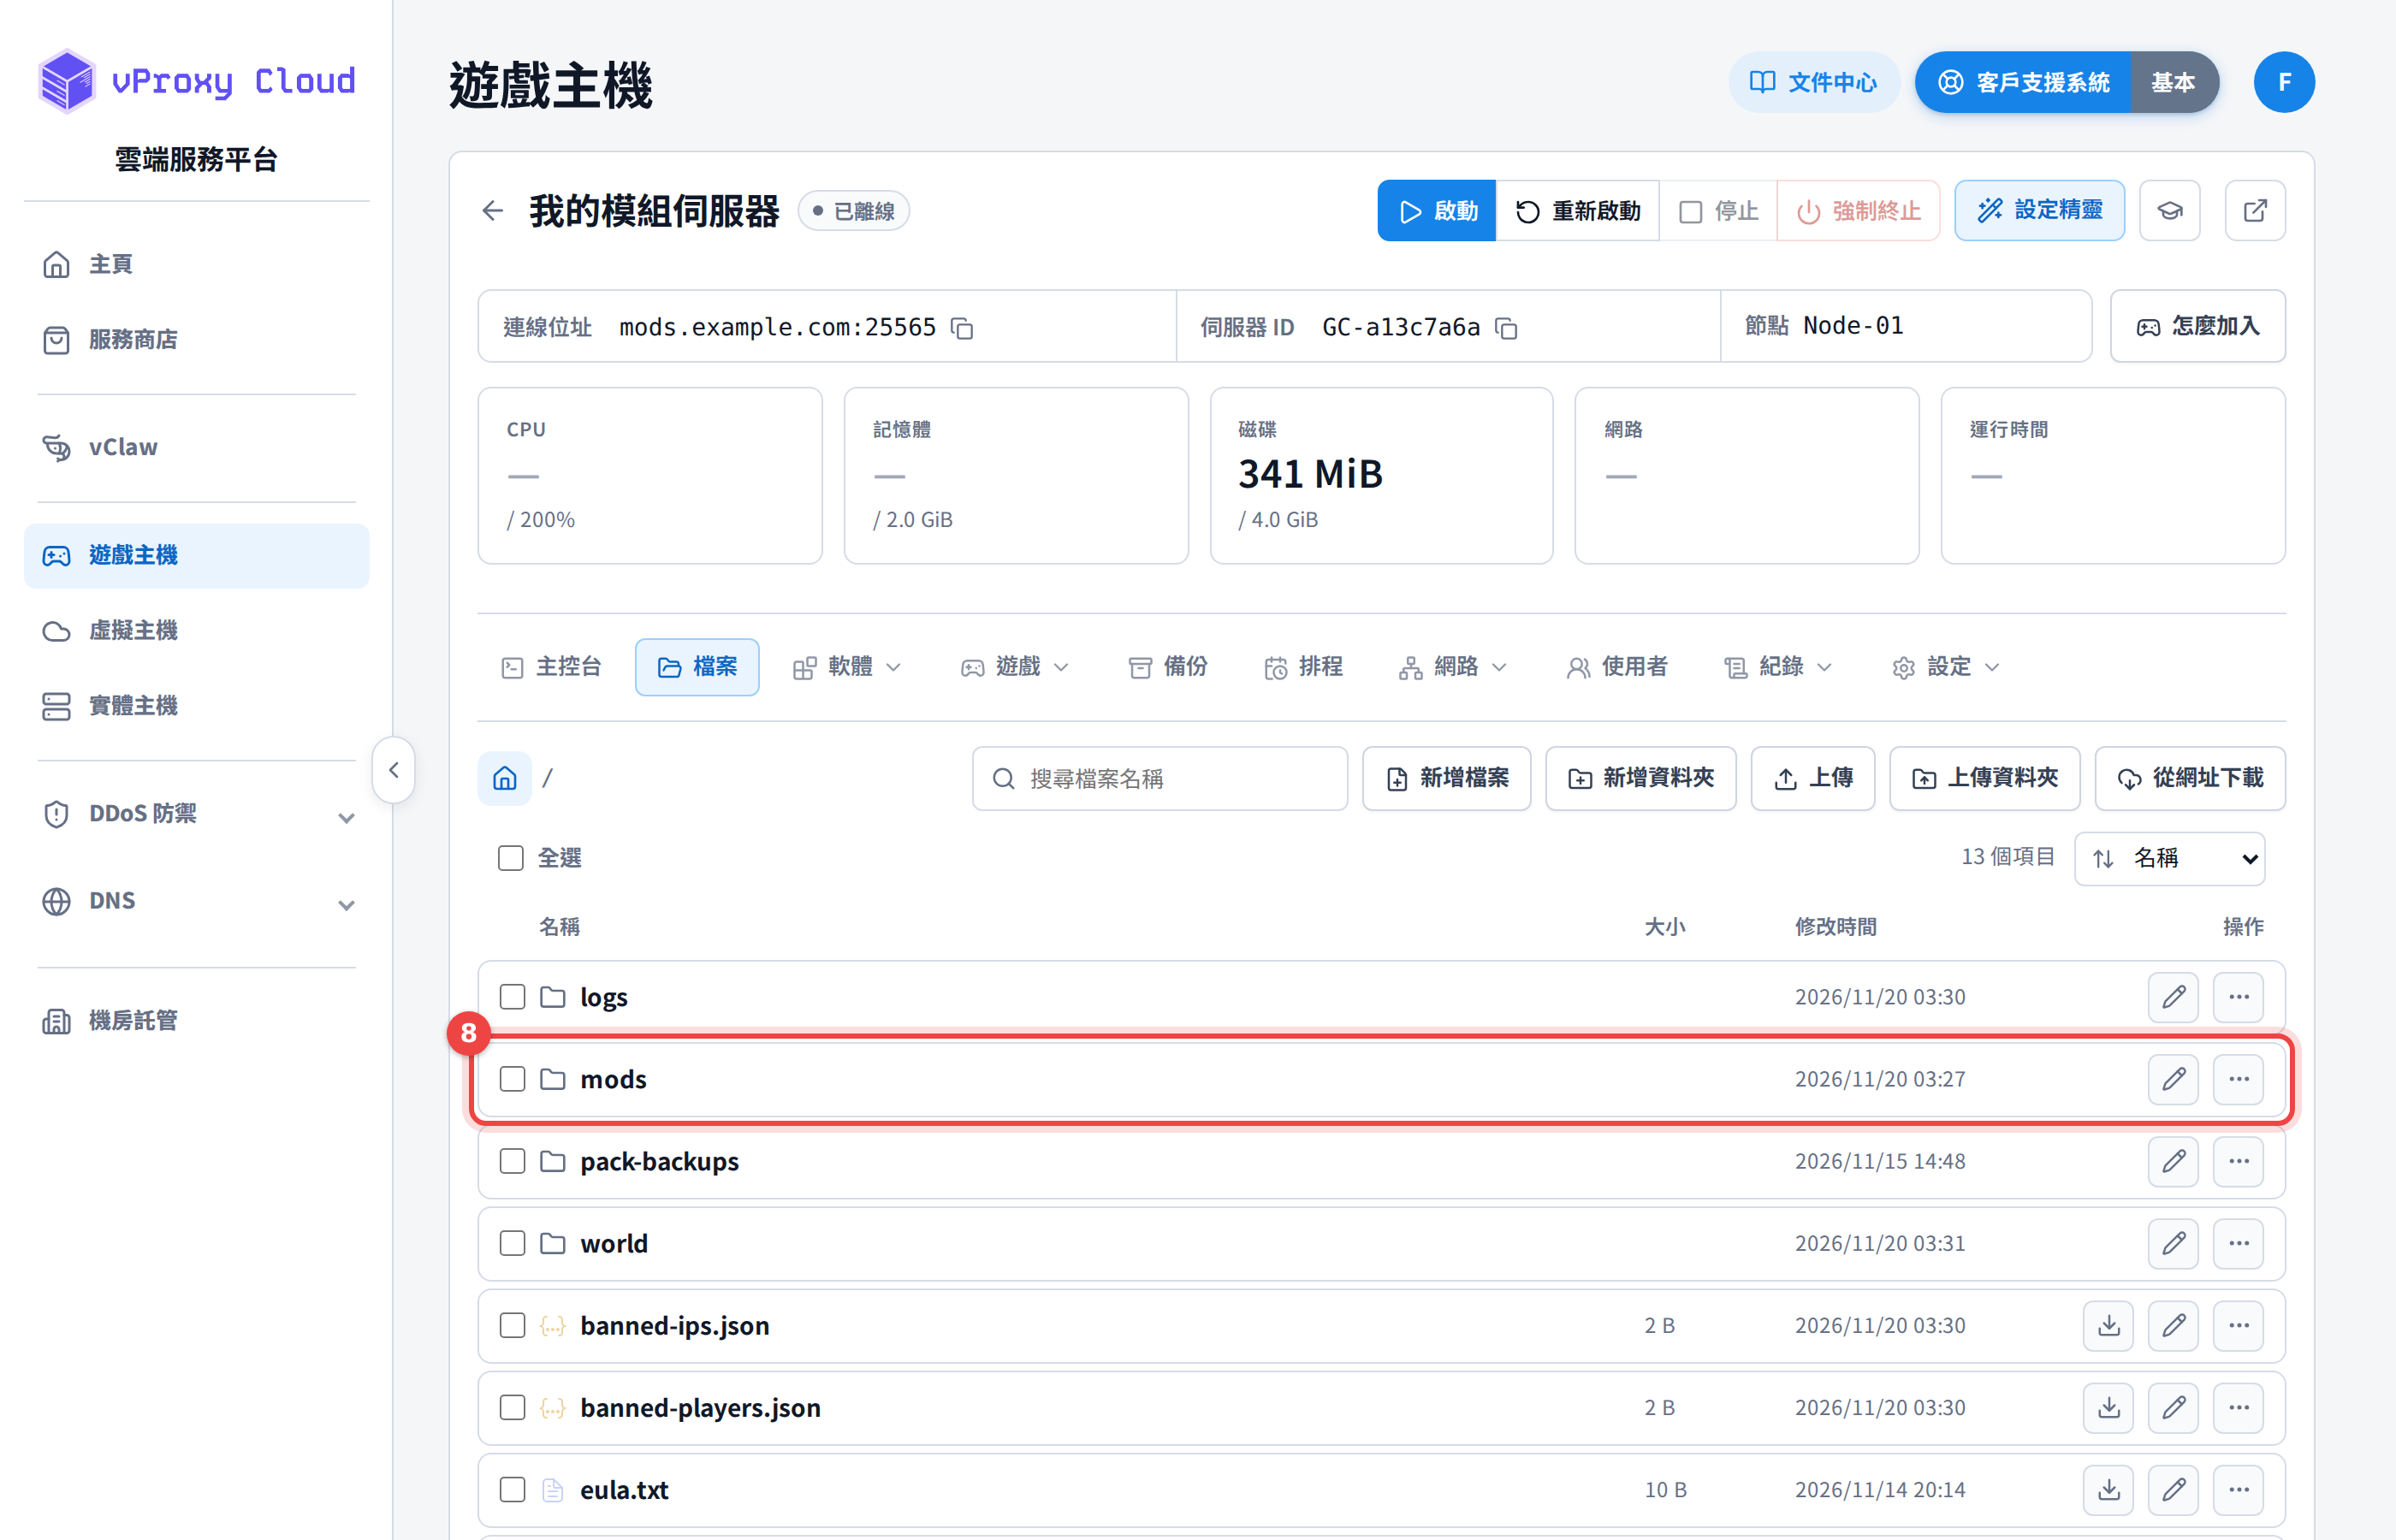 vProxy Cloud
雲端服務平台
主頁
服務商店
vClaw
遊戲主機
虛擬主機
實體主機
DDoS 防禦
DNS
機房託管
遊戲主機
文件中心
客戶支援系統
基本
F
我的模組伺服器
已離線
啟動
重新啟動
停止
強制終止
設定精靈
連線位址 mods.example.com:25565
伺服器 ID GC-a13c7a6a
節點 Node-01
怎麼加入
CPU
—
/ 200%
記憶體
—
/ 2.0 GiB
磁碟
341 MiB
/ 4.0 GiB
網路
—
運行時間
—
主控台
檔案
軟體
遊戲
備份
排程
網路
使用者
紀錄
設定
/
搜尋檔案名稱
新增檔案
新增資料夾
上傳
上傳資料夾
從網址下載
全選
13 個項目
名稱
名稱 大小 修改時間 操作
logs 2026/11/20 03:30
8
mods 2026/11/20 03:27
pack-backups 2026/11/15 14:48
world 2026/11/20 03:31
banned-ips.json 2 B 2026/11/20 03:30
banned-players.json 2 B 2026/11/20 03:30
eula.txt 10 B 2026/11/14 20:14